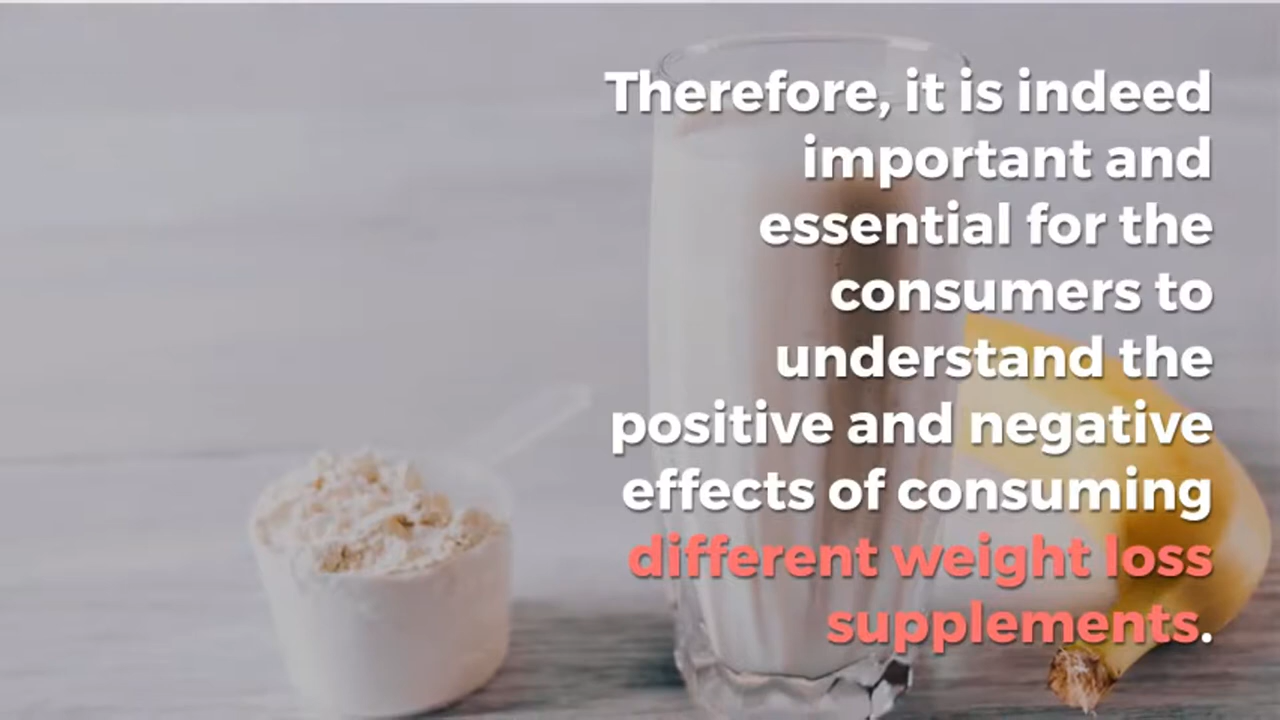 Therefore, it is indeed
important and
essential for the
consumers to
understand the
positive and negative
effects of consuming
different weight loss
supplements.